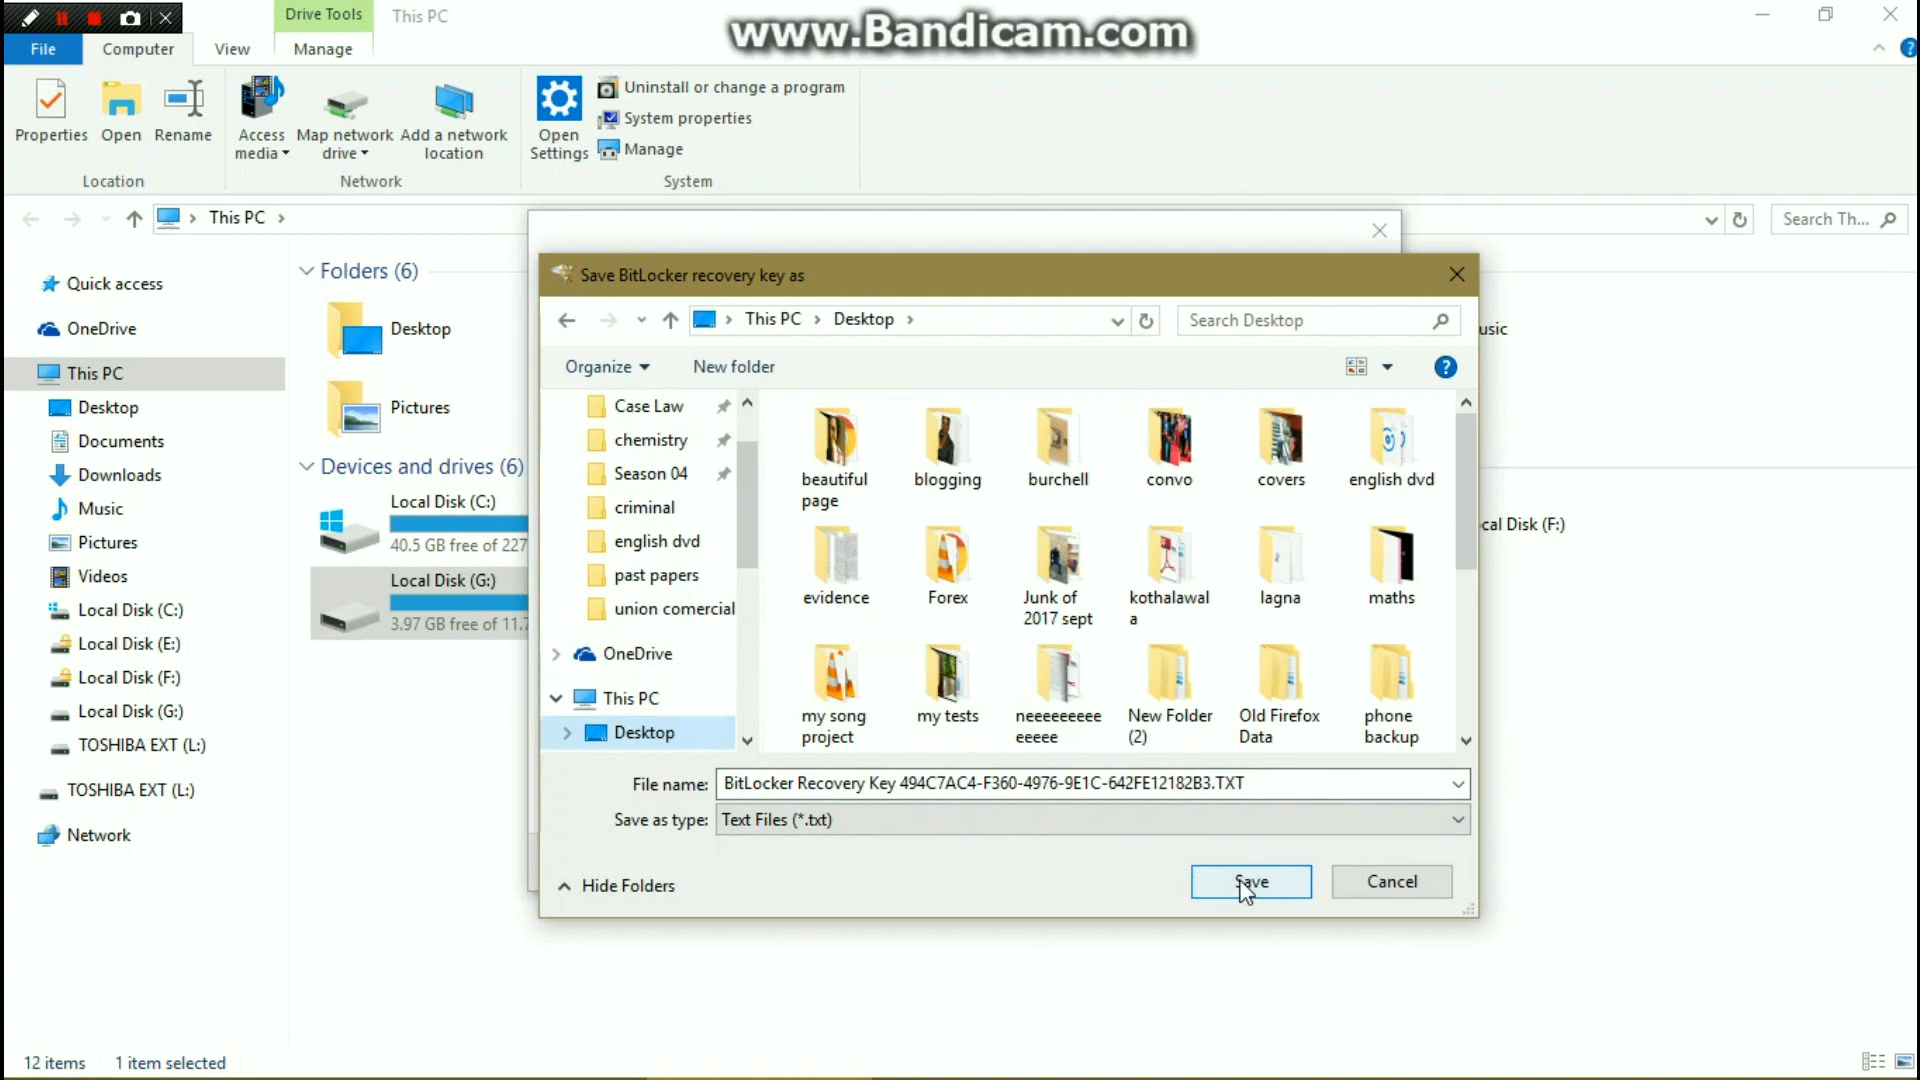 Drive Tools
This PC
www.Bandicam.com
File
Computer
View
Manage
Properties
Open
Rename
Access media
Map network drive
Add a network location
Open Settings
Uninstall or change a program
System properties
Manage
Location
Network
System
This PC
Search Th...
Quick access
OneDrive
This PC
Desktop
Documents
Downloads
Music
Pictures
Videos
Local Disk (C:)
Local Disk (E:)
Local Disk (F:)
Local Disk (G:)
TOSHIBA EXT (L:)
TOSHIBA EXT (L:)
Network
Folders (6)
Desktop
Pictures
Devices and drives (6)
Local Disk (C:)
40.5 GB free of 227
Local Disk (G:)
3.97 GB free of 11.7
usic
cal Disk (F:)
Save BitLocker recovery key as
This PC
Desktop
Search Desktop
Organize
New folder
Case Law
chemistry
Season 04
criminal
english dvd
past papers
union comercial
OneDrive
This PC
Desktop
beautiful page
blogging
burchell
convo
covers
english dvd
evidence
Forex
Junk of 2017 sept
kothalawal
a
lagna
maths
my song project
my tests
neeeeeeeee
eeeee
New Folder (2)
Old Firefox Data
phone backup
File name:
BitLocker Recovery Key 494C7AC4-F360-4976-9E1C-642FE12182B3.TXT
Save as type:
Text Files (*.txt)
Hide Folders
Save
Cancel
12 items
1 item selected